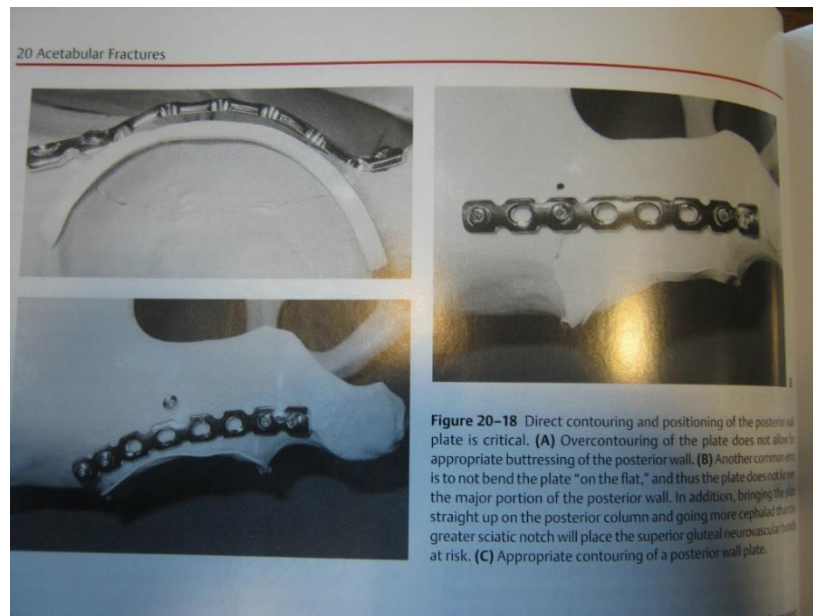 20 Acetabular Fractures
B
Figure 20–18 Direct contouring and positioning of the posterior wall
plate is critical. (A) Overcontouring of the plate does not allow for
appropriate buttressing of the posterior wall. (B) Another common error
is to not bend the plate “on the flat,” and thus the plate does not lie over
the major portion of the posterior wall. In addition, bringing the plate
straight up on the posterior column and going more cephalad than the
greater sciatic notch will place the superior gluteal neurovascular bundle
at risk. (C) Appropriate contouring of a posterior wall plate.